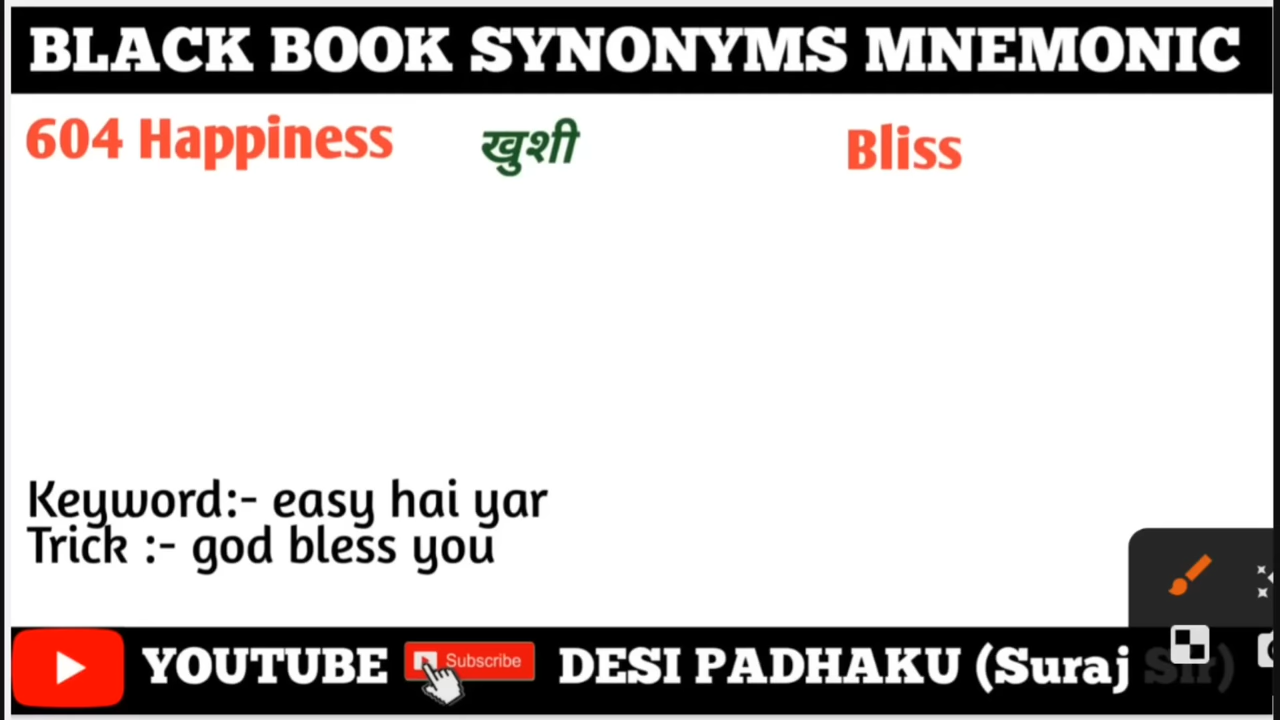 BLACK BOOK SYNONYMS MNEMONIC
604 Happiness खुशी Bliss
Keyword:- easy hai yar
Trick :- god bless you
YOUTUBE Subscribe DESI PADHAKU (Suraj Sir)